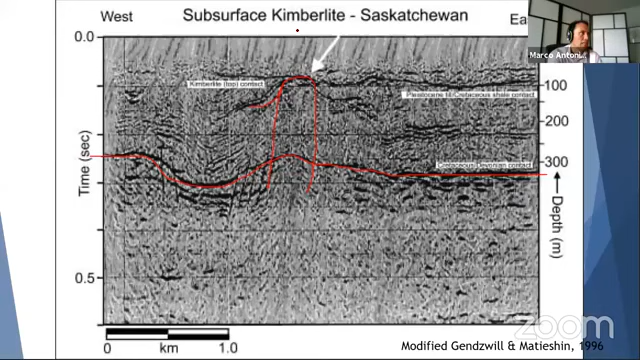 West
Subsurface Kimberlite - Saskatchewan
Eas
Marco Antoni
0.0
Kimberlite (top) contact
100
Pleistocene till/Cretaceous shale contact
200
Time (sec)
Cretaceous-Devonian contact
300
Depth (m)
0.5
zoom
0 km 1.0
Modified Gendzwill & Matieshin, 1996